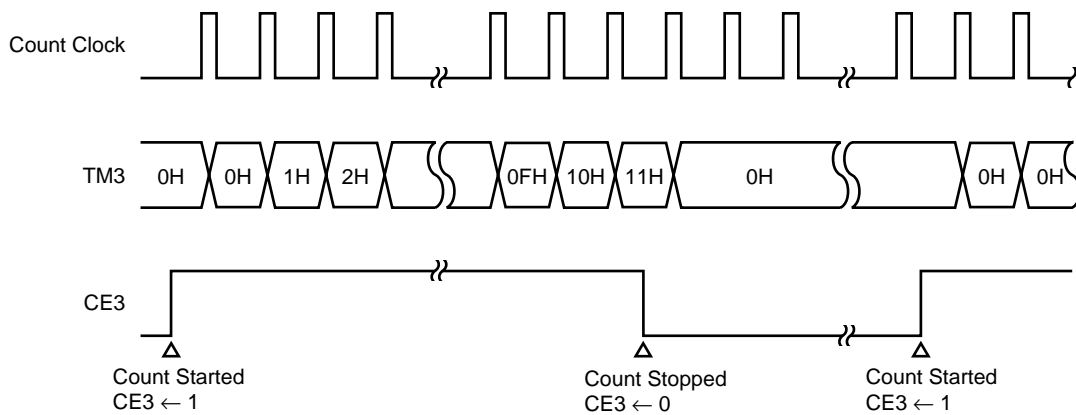 Count Clock
TM3
0H 0H 1H 2H 0FH 10H 11H 0H 0H 0H
CE3
Count Started
CE3 ← 1
Count Stopped
CE3 ← 0
Count Started
CE3 ← 1